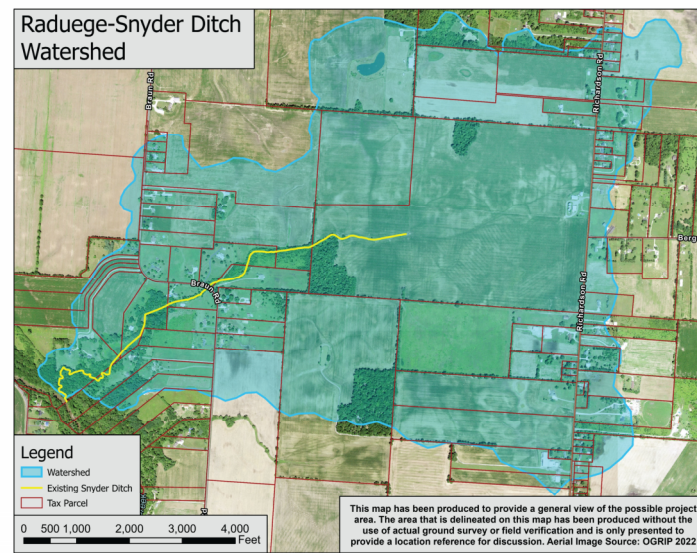 Raduege-Snyder Ditch
Watershed
Braun Rd
Richardson Rd
Berg
Richardson Rd
Braun Rd
Legend
Watershed
Existing Snyder Ditch
Tax Parcel
0 500 1,000 2,000 3,000 4,000
Feet
Rd
This map has been produced to provide a general view of the possible project
area. The area that is delineated on this map has been produced without the
use of actual ground survey or field verification and is only presented to
provide a location reference for discussion. Aerial Image Source: OGRIP 2022